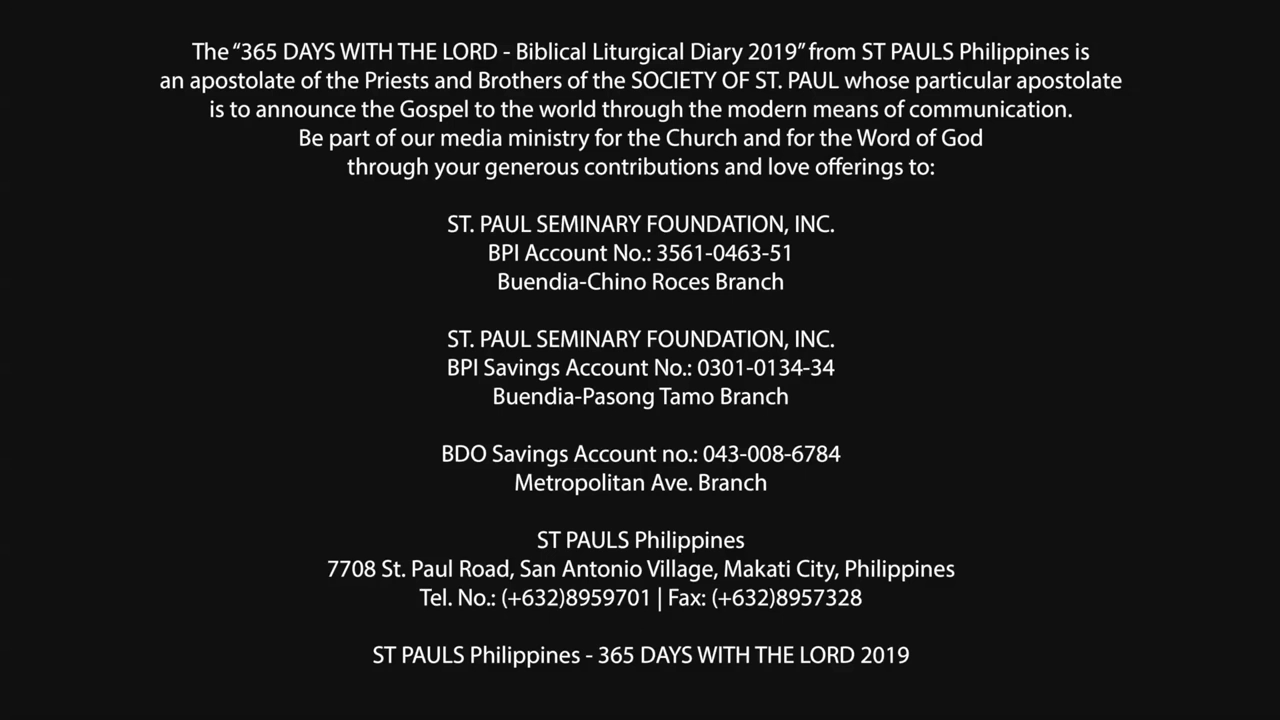 The “365 DAYS WITH THE LORD - Biblical Liturgical Diary 2019” from ST PAULS Philippines is
an apostolate of the Priests and Brothers of the SOCIETY OF ST. PAUL whose particular apostolate
is to announce the Gospel to the world through the modern means of communication.
Be part of our media ministry for the Church and for the Word of God
through your generous contributions and love offerings to:
ST. PAUL SEMINARY FOUNDATION, INC.
BPI Account No.: 3561-0463-51
Buendia-Chino Roces Branch
ST. PAUL SEMINARY FOUNDATION, INC.
BPI Savings Account No.: 0301-0134-34
Buendia-Pasong Tamo Branch
BDO Savings Account no.: 043-008-6784
Metropolitan Ave. Branch
ST PAULS Philippines
7708 St. Paul Road, San Antonio Village, Makati City, Philippines
Tel. No.: (+632)8959701 | Fax: (+632)8957328
ST PAULS Philippines - 365 DAYS WITH THE LORD 2019